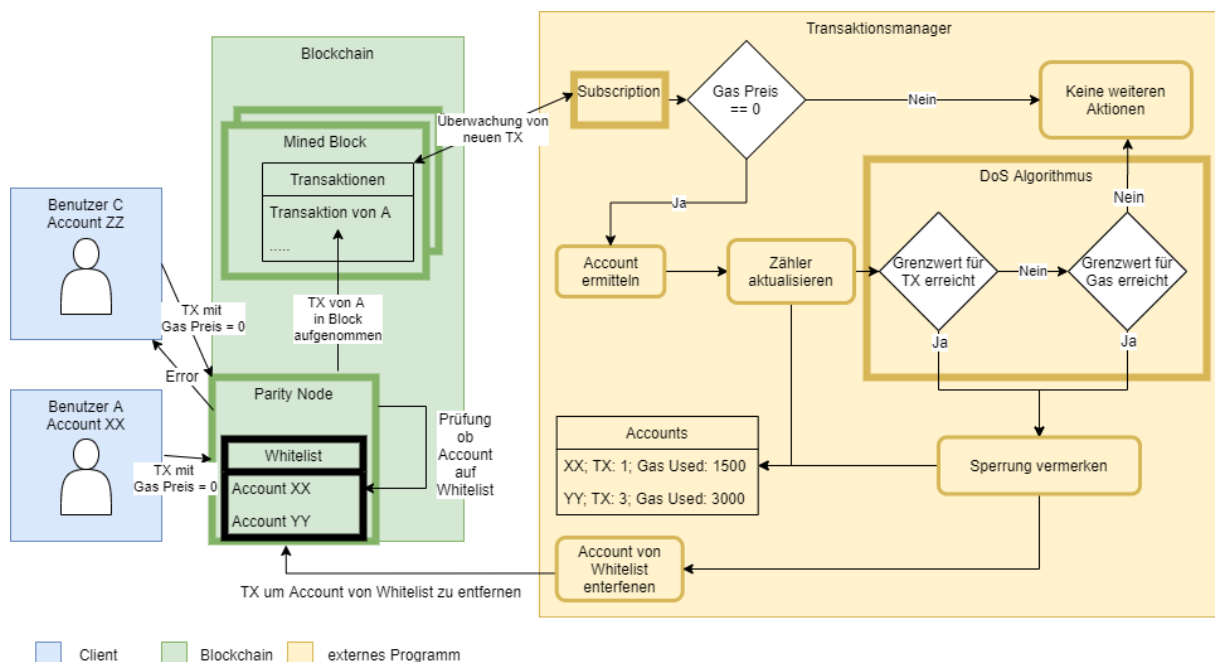 Blockchain
Transaktionsmanager
Subscription
Gas Preis
== 0
Nein
Keine weiteren
Aktionen
Überwachung von
neuen TX
Mined Block
Transaktionen
Transaktion von A
.....
DoS Algorithmus
Nein
Benutzer C
Account ZZ
Ja
Account
ermitteln
Zähler
aktualisieren
Grenzwert für
TX erreicht
Nein
Grenzwert für
Gas erreicht
TX mit
Gas Preis = 0
TX von A
in Block
aufgenommen
Ja
Ja
Error
Parity Node
Benutzer A
Account XX
Prüfung
ob
Account
auf
Whitelist
Whitelist
Account XX
Account YY
TX mit
Gas Preis = 0
Accounts
XX; TX: 1; Gas Used: 1500
YY; TX: 3; Gas Used: 3000
Sperrung vermerken
Account von
Whitelist
enterfenen
TX um Account von Whitelist zu entfernen
Client
Blockchain
externes Programm